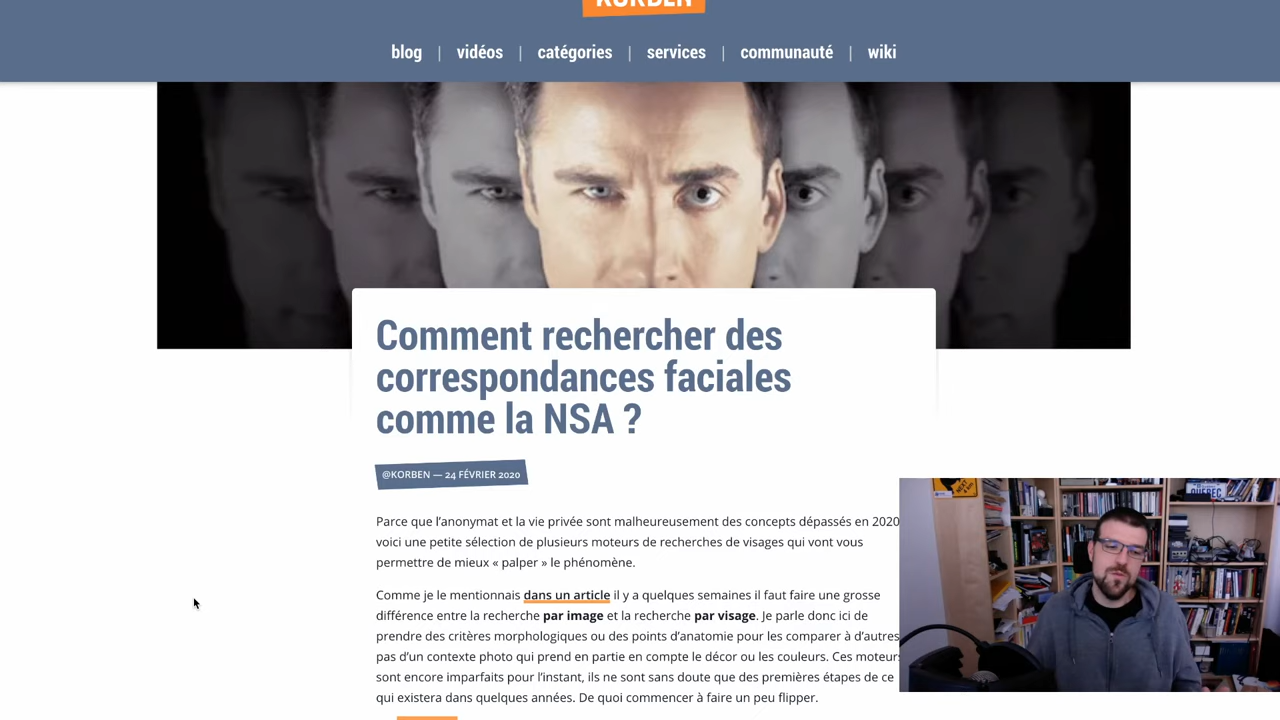 KORBEN
blog | vidéos | catégories | services | communauté | wiki
Comment rechercher des
correspondances faciales
comme la NSA ?
@KORBEN — 24 FÉVRIER 2020
Parce que l'anonymat et la vie privée sont malheureusement des concepts dépassés en 2020
voici une petite sélection de plusieurs moteurs de recherches de visages qui vont vous
permettre de mieux « palper » le phénomène.
Comme je le mentionnais dans un article il y a quelques semaines il faut faire une grosse
différence entre la recherche par image et la recherche par visage. Je parle donc ici de
prendre des critères morphologiques ou des points d'anatomie pour les comparer à d'autres
pas d'un contexte photo qui prend en partie en compte le décor ou les couleurs. Ces moteurs
sont encore imparfaits pour l'instant, ils ne sont sans doute que des premières étapes de ce
qui existera dans quelques années. De quoi commencer à faire un peu flipper.
QUÉBEC